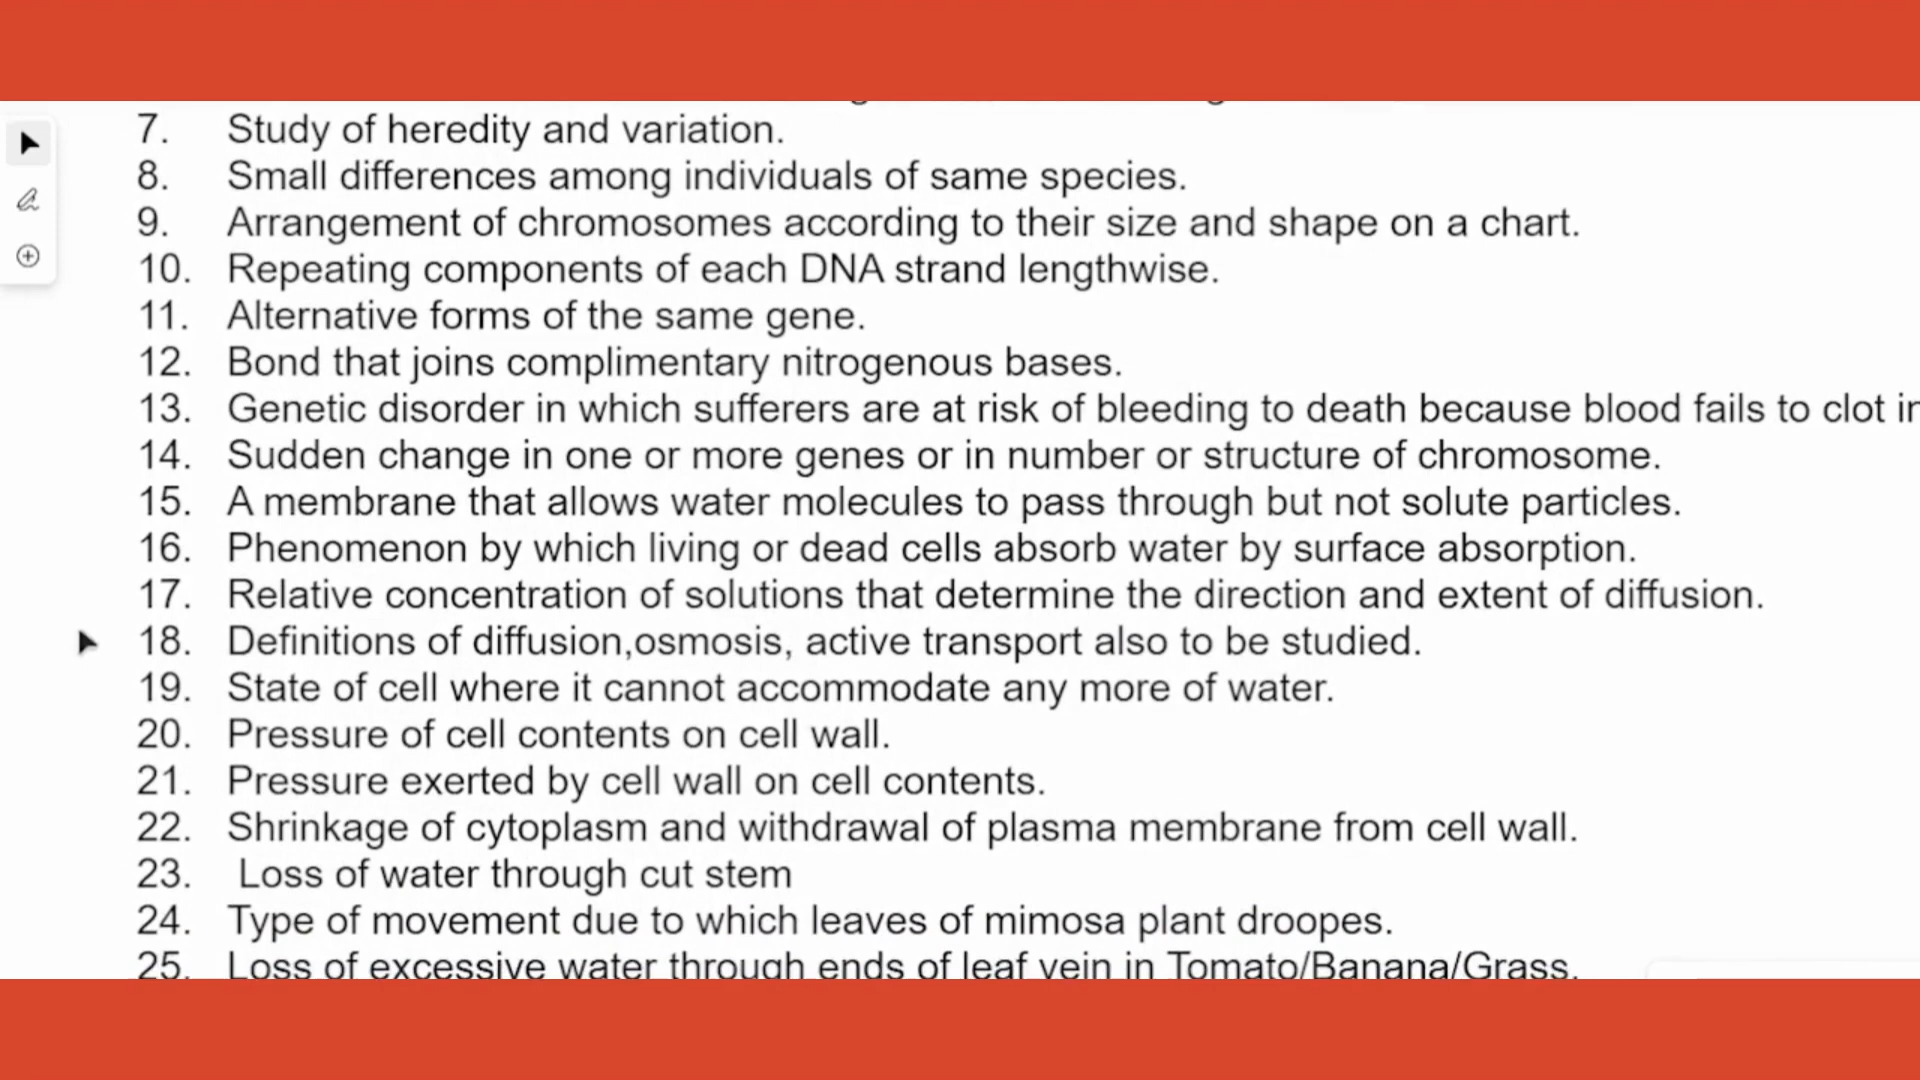 7. Study of heredity and variation.
8. Small differences among individuals of same species.
9. Arrangement of chromosomes according to their size and shape on a chart.
10. Repeating components of each DNA strand lengthwise.
11. Alternative forms of the same gene.
12. Bond that joins complimentary nitrogenous bases.
13. Genetic disorder in which sufferers are at risk of bleeding to death because blood fails to clot
14. Sudden change in one or more genes or in number or structure of chromosome.
15. A membrane that allows water molecules to pass through but not solute particles.
16. Phenomenon by which living or dead cells absorb water by surface absorption.
17. Relative concentration of solutions that determine the direction and extent of diffusion.
18. Definitions of diffusion,osmosis, active transport also to be studied.
19. State of cell where it cannot accommodate any more of water.
20. Pressure of cell contents on cell wall.
21. Pressure exerted by cell wall on cell contents.
22. Shrinkage of cytoplasm and withdrawal of plasma membrane from cell wall.
23. Loss of water through cut stem
24. Type of movement due to which leaves of mimosa plant droopes.
25. Loss of excessive water through ends of leaf vein in Tomato/Banana/Grass.